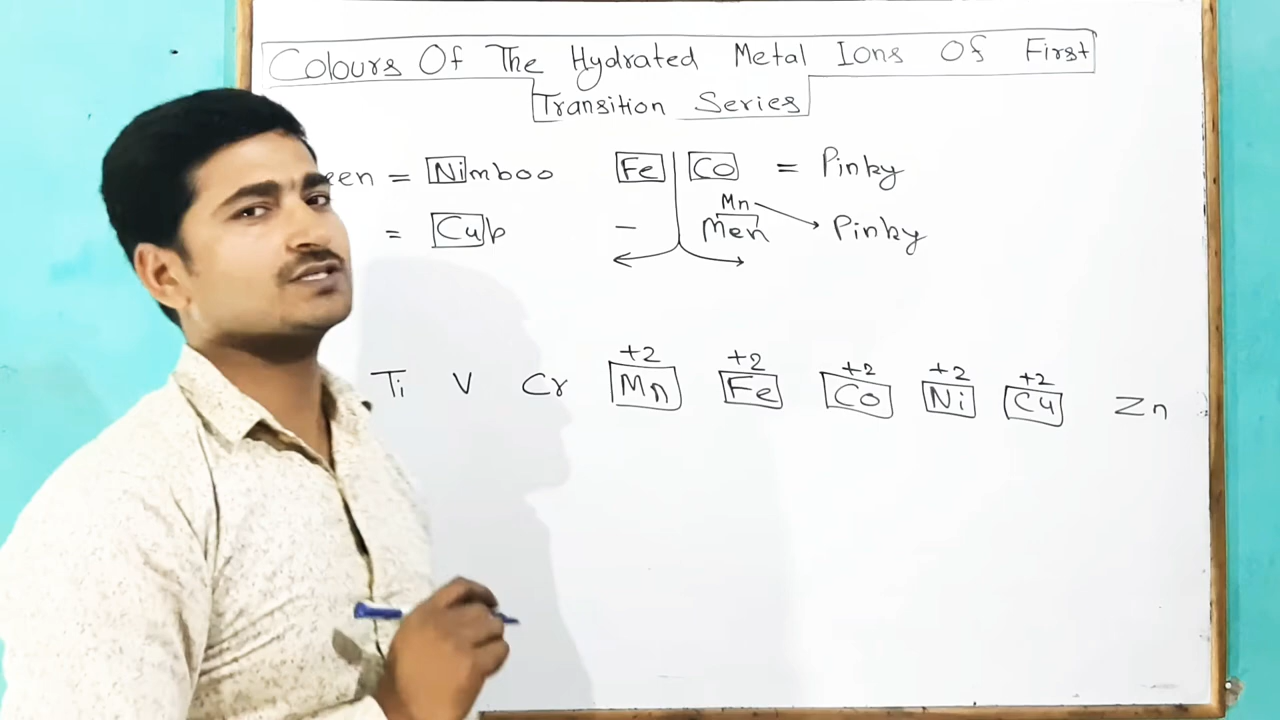 Colours Of The Hydrated Metal Ions Of First
Transition Series
een = Nimboo Fe Co = Pinky
= Cub - Mn Men Pinky
+2 +2 +2 +2 +2
Ti V Cr Mn Fe Co Ni Cu Zn